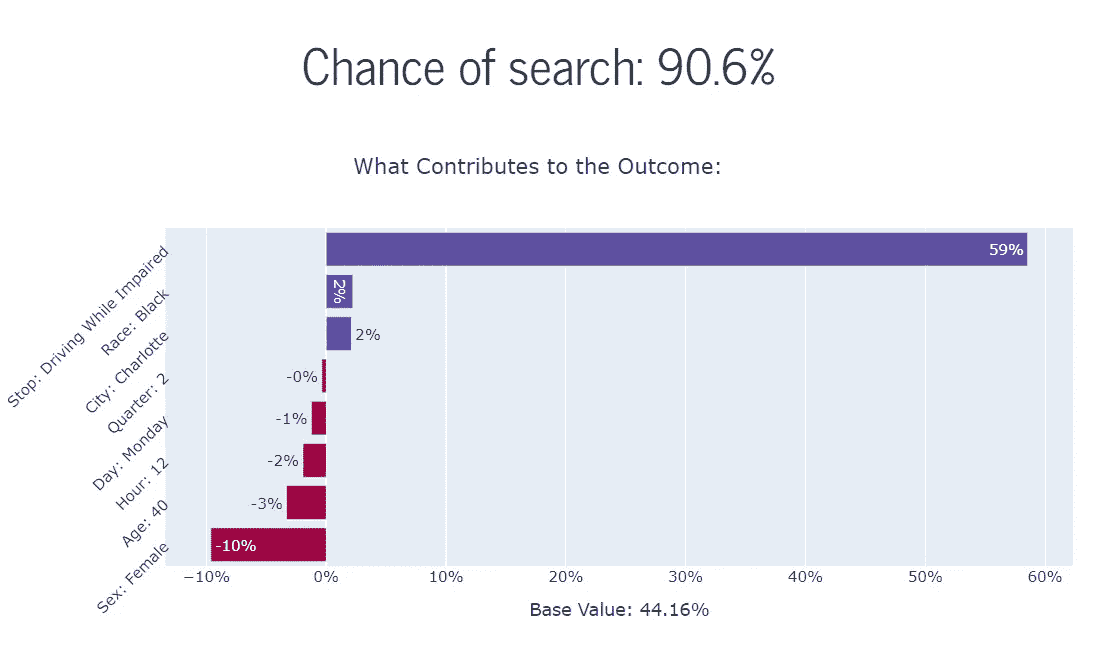 Chance of search: 90.6%
What Contributes to the Outcome:
Stop: Driving While Impaired
59%
Race: Black
2%
City: Charlotte
2%
Quarter: 2
-0%
Day: Monday
-1%
Hour: 12
-2%
Age: 40
-3%
Sex: Female
-10%
−10% 0% 10% 20% 30% 40% 50% 60%
Base Value: 44.16%